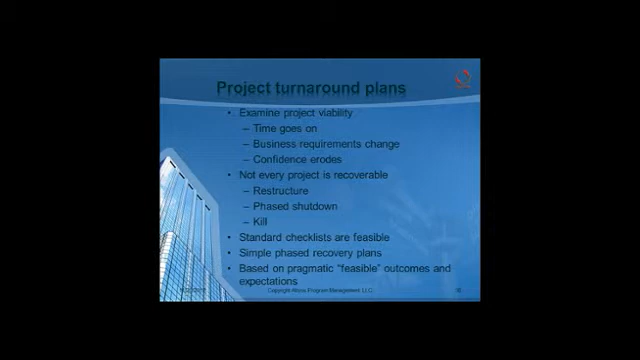 Project turnaround plans
• Examine project viability
– Time goes on
– Business requirements change
– Confidence erodes
• Not every project is recoverable
– Restructure
– Phased shutdown
– Kill
• Standard checklists are feasible
• Simple phased recovery plans
• Based on pragmatic “feasible” outcomes and
expectations
Program Management LLC